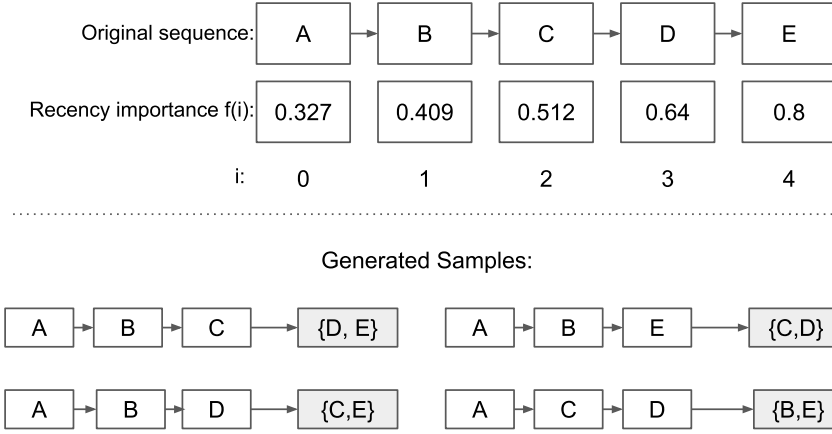 Original sequence: A B C D E
Recency importance f(i): 0.327 0.409 0.512 0.64 0.8
i: 0 1 2 3 4
Generated Samples:
A B C {D, E} A B E {C,D}
A B D {C,E} A C D {B,E}